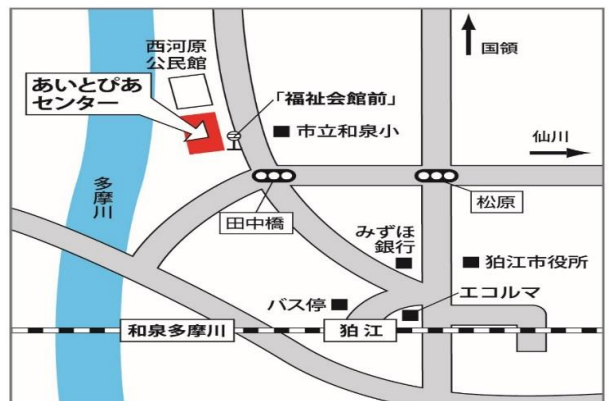 西河原
公民館
国領
あいとぴあ
センター
「福祉会館前」
市立和泉小
仙川
多摩川
田中橋
松原
みずほ
銀行
狛江市役所
バス停
エコルマ
和泉多摩川
狛江